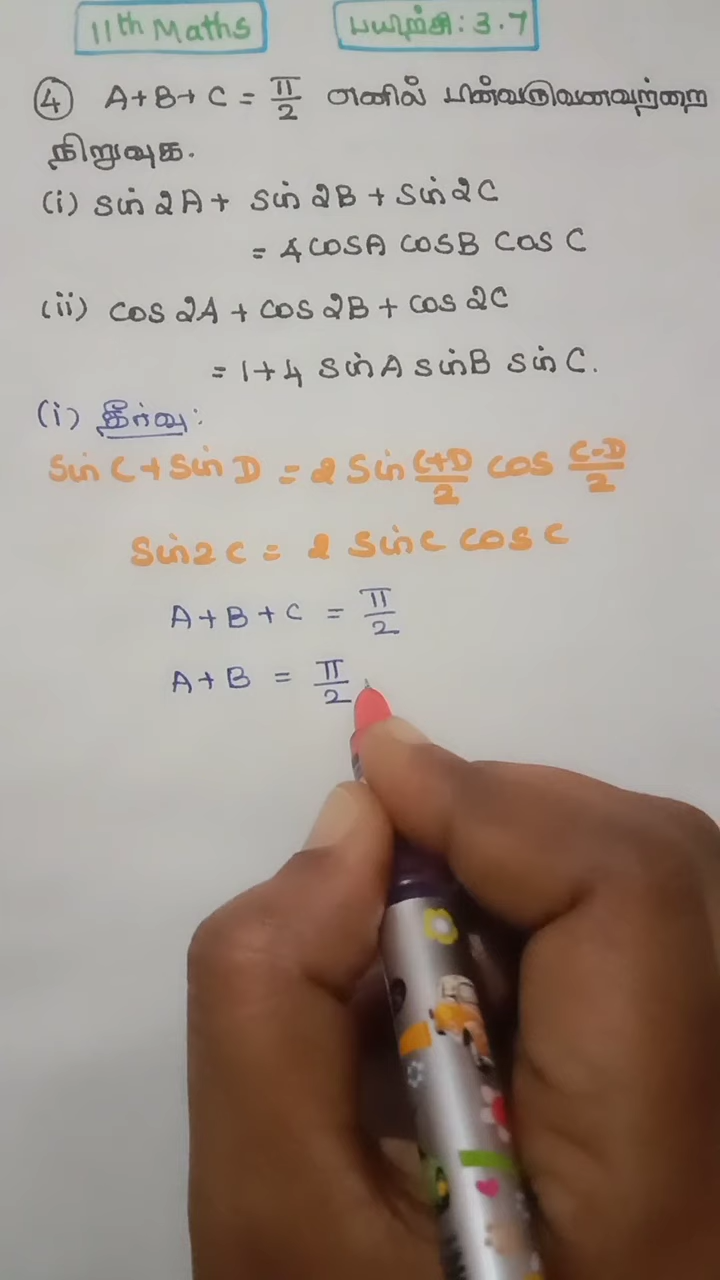 11th Maths
பயிற்சி: 3.7
④ A+B+C = π/2 எனில் பின்வருவனவற்றை
நிறுவுக.
(i) sin 2A + sin 2B + sin 2C
= 4 cos A cos B cos C
(ii) cos 2A + cos 2B + cos 2C
= 1+4 sin A sin B sin C.
(i) தீர்வு:
Sin C + Sin D = 2 Sin C+D/2 cos C-D/2
Sin 2C = 2 Sin C cos C
A+B+C = π/2
A+B = π/2